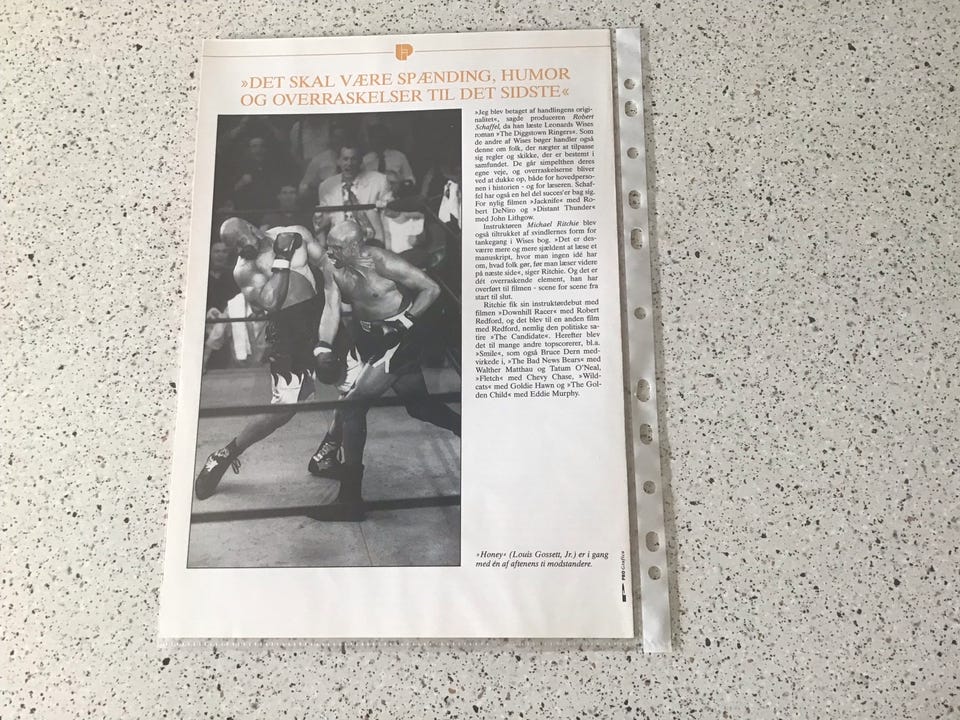 »DET SKAL VÆRE SPÆNDING, HUMOR
OG OVERRASKELSER TIL DET SIDSTE«
»Jeg blev betaget af handlingens origi-
nalitet«, sagde produceren Robert
Schaffel, da han læste Leonards Wises
roman »The Diggstown Ringers«. Som
de andre af Wises bøger handler også
denne om folk, der nægter at tilpasse
sig regler og skikke, der er bestemt i
samfundet. De går simpelthen deres
egne veje, og overraskelserne bliver
ved at dukke op, både for hovedperso-
nen i historien - og for læseren. Schaf-
fel har også en hel del succes'er bag sig.
For nylig filmen »Jacknife« med Ro-
bert DeNiro og »Distant Thunder«
med John Lithgow.
Instruktøren Michael Ritchie blev
også tiltrukket af svindlernes form for
tankegang i Wises bog. »Det er des-
værre mere og mere sjældent at læse et
manuskript, hvor man ingen idé har
om, hvad folk gør, før man læser videre
på næste side«, siger Ritchie. Og det er
dét overraskende element, han har
overført til filmen - scene for scene fra
start til slut.
Ritchie fik sin instruktørdebut med
filmen »Downhill Racer« med Robert
Redford, og det blev til en anden film
med Redford, nemlig den politiske sa-
tire »The Candidate«. Herefter blev
det til mange andre topscorer, bl.a.
»Smile«, som også Bruce Dern med-
virkede i, »The Bad News Bears« med
Walther Matthau og Tatum O'Neal,
»Fletch« med Chevy Chase, »Wild-
cats« med Goldie Hawn og »The Gol-
den Child« med Eddie Murphy.
»Honey« (Louis Gossett, Jr.) er i gang
med én af aftenens ti modstandere.